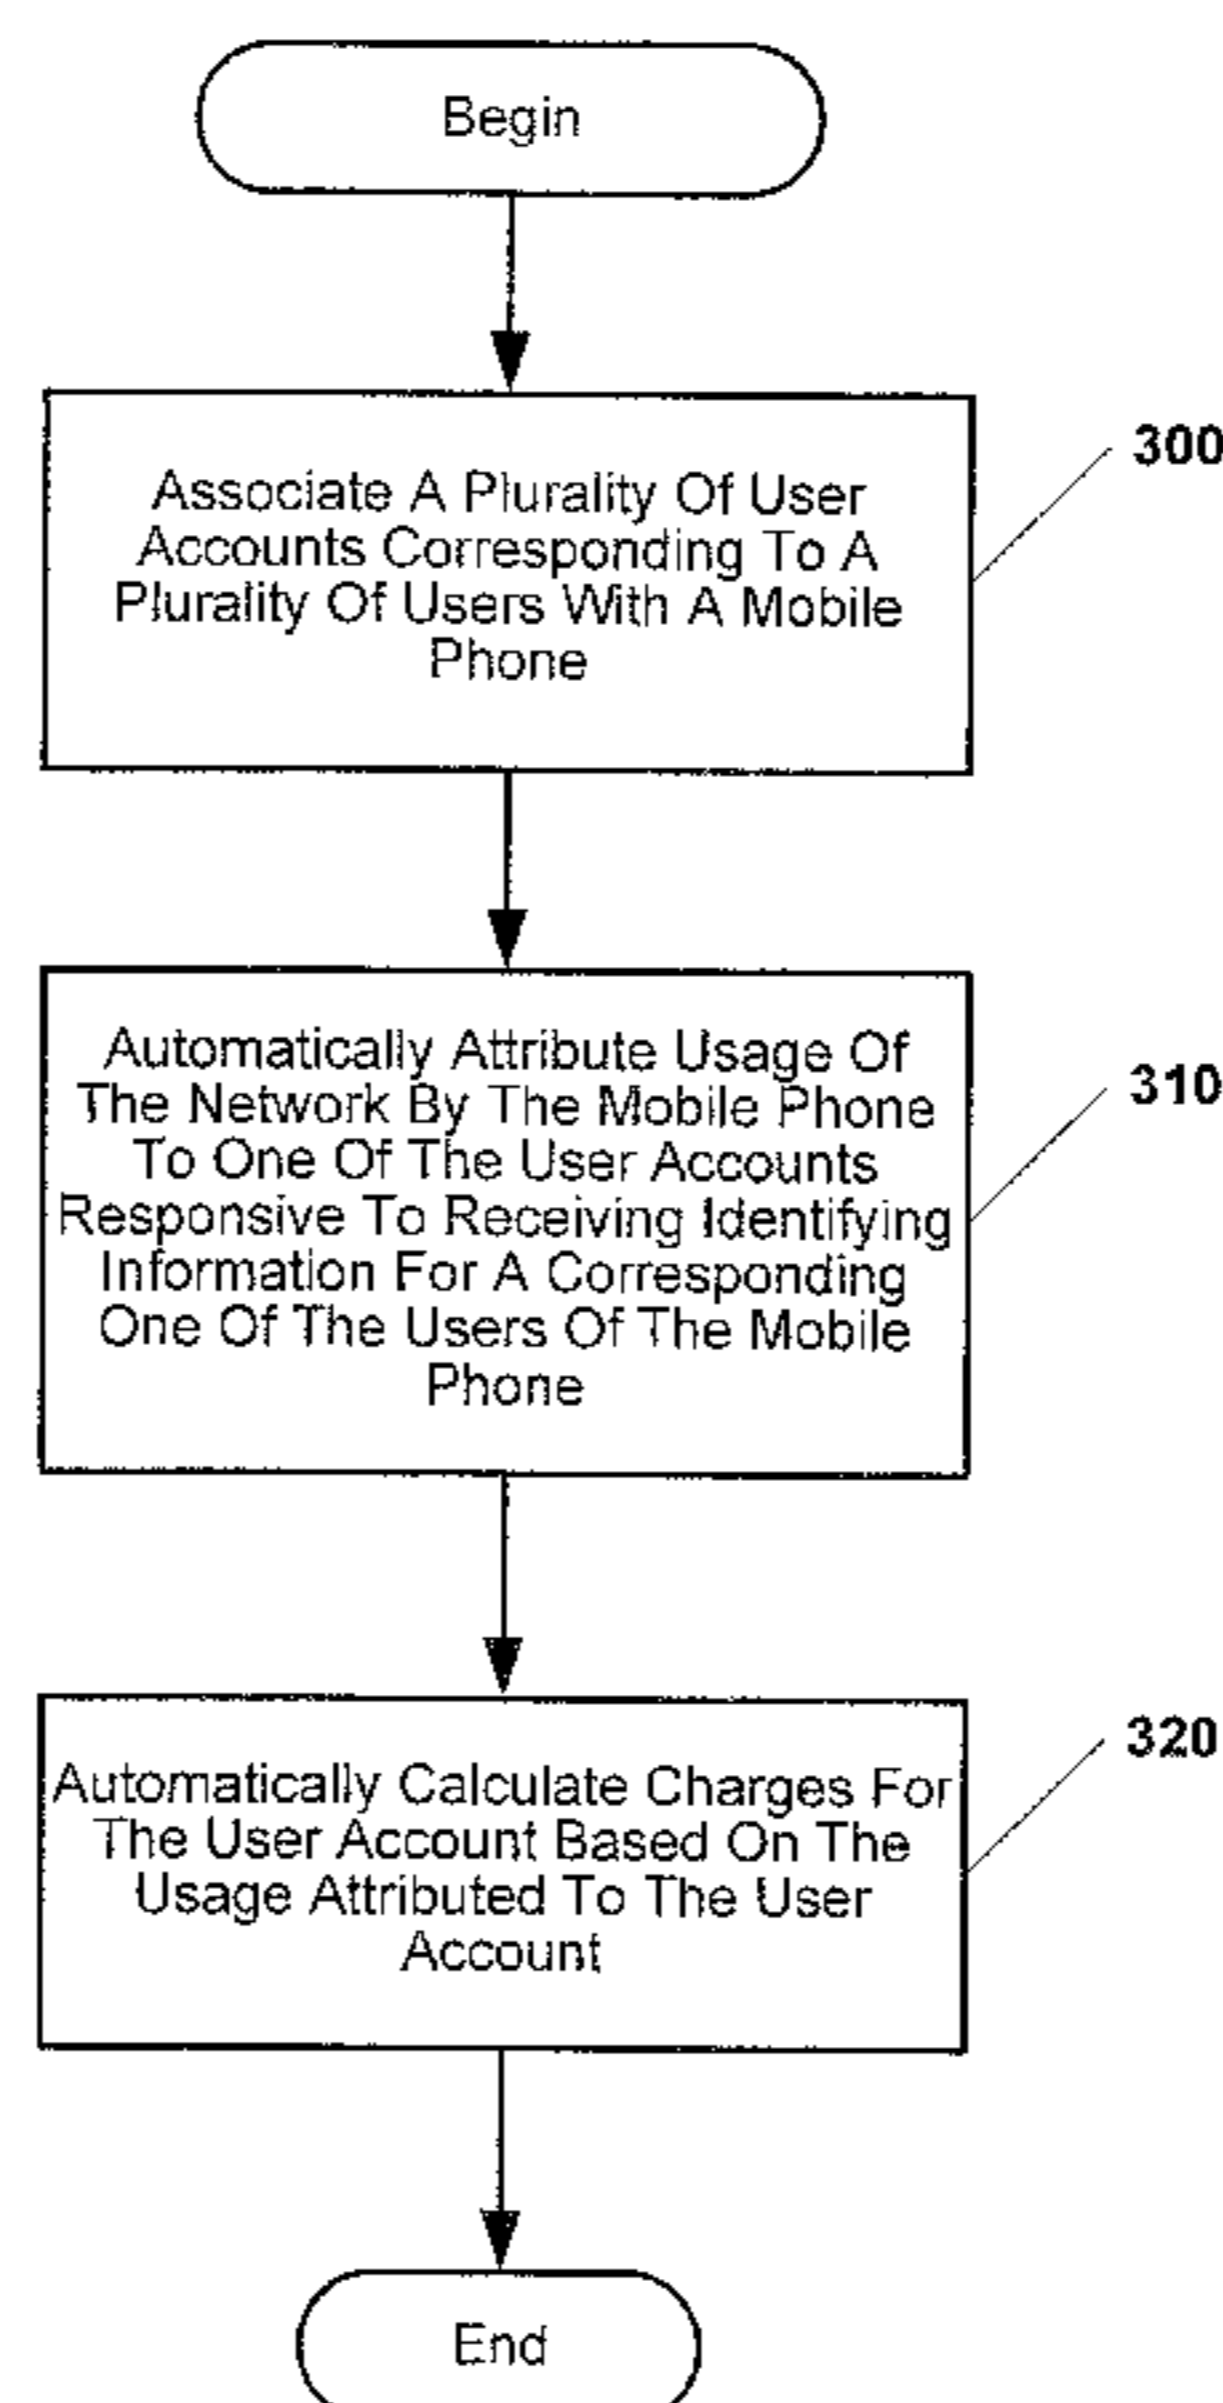 Begin
Associate A Plurality Of User
Accounts Corresponding To A
Plurality Of Users With A Mobile
Phone
300
Automatically Attribute Usage Of
The Network By The Mobile Phone
To One Of The User Accounts
Responsive To Receiving Identifying
Information For A Corresponding
One Of The Users Of The Mobile
Phone
310
Automatically Calculate Charges For
The User Account Based On The
Usage Attributed To The User
Account
320
End